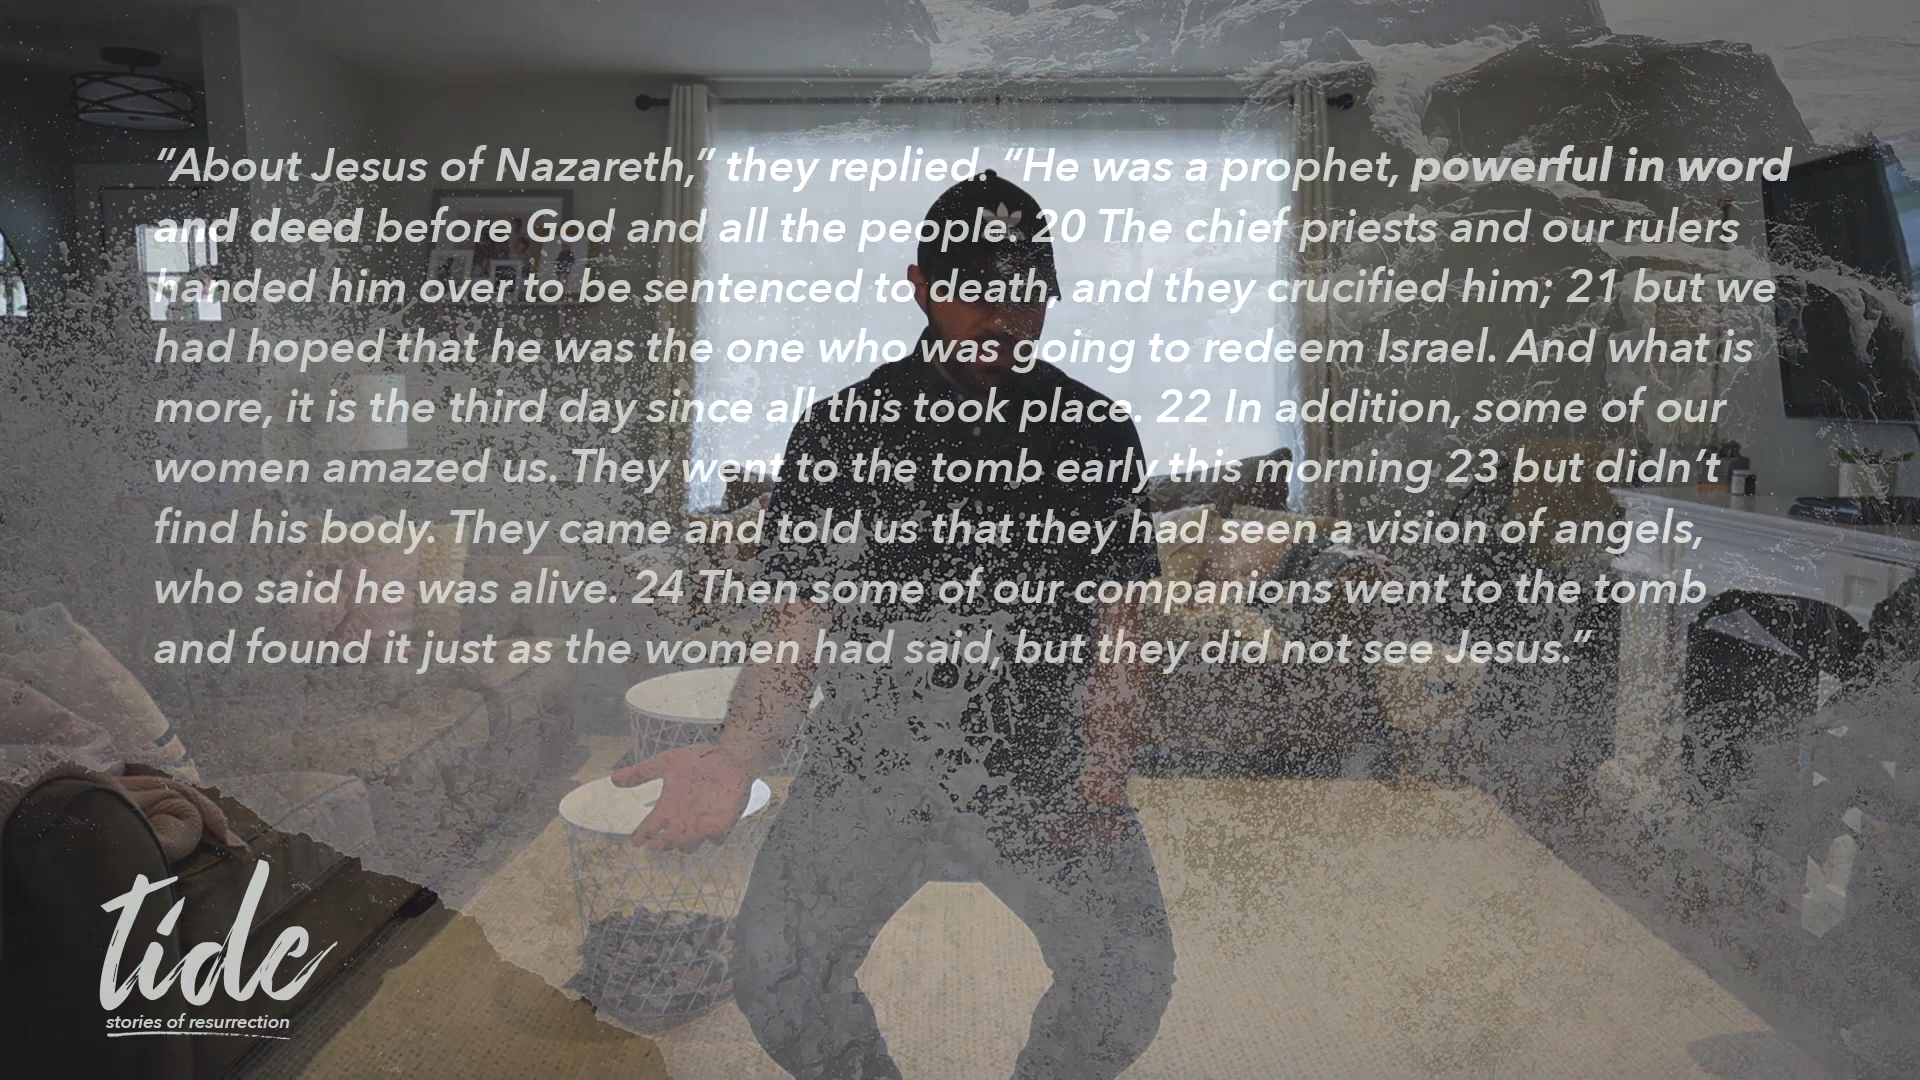 "About Jesus of Nazareth," they replied. "He was a prophet, powerful in word
and deed before God and all the people. 20 The chief priests and our rulers
handed him over to be sentenced to death, and they crucified him; 21 but we
had hoped that he was the one who was going to redeem Israel. And what is
more, it is the third day since all this took place. 22 In addition, some of our
women amazed us. They went to the tomb early this morning 23 but didn't
find his body. They came and told us that they had seen a vision of angels,
who said he was alive. 24 Then some of our companions went to the tomb
and found it just as the women had said, but they did not see Jesus."
tide
stories of resurrection